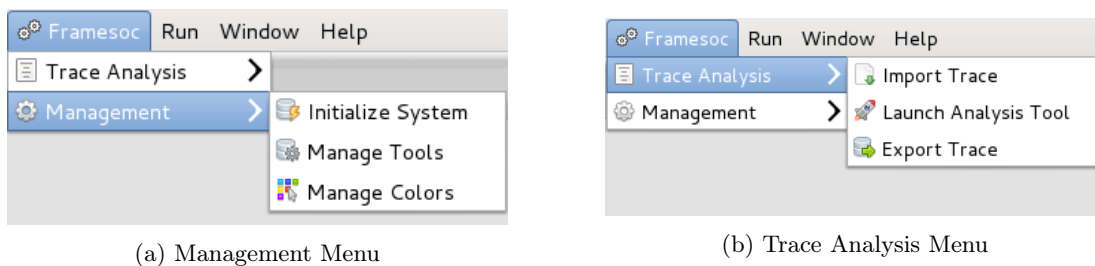 Framesoc Run Window Help
Trace Analysis
Management
Initialize System
Manage Tools
Manage Colors
(a) Management Menu
Framesoc Run Window Help
Trace Analysis
Import Trace
Management
Launch Analysis Tool
Export Trace
(b) Trace Analysis Menu